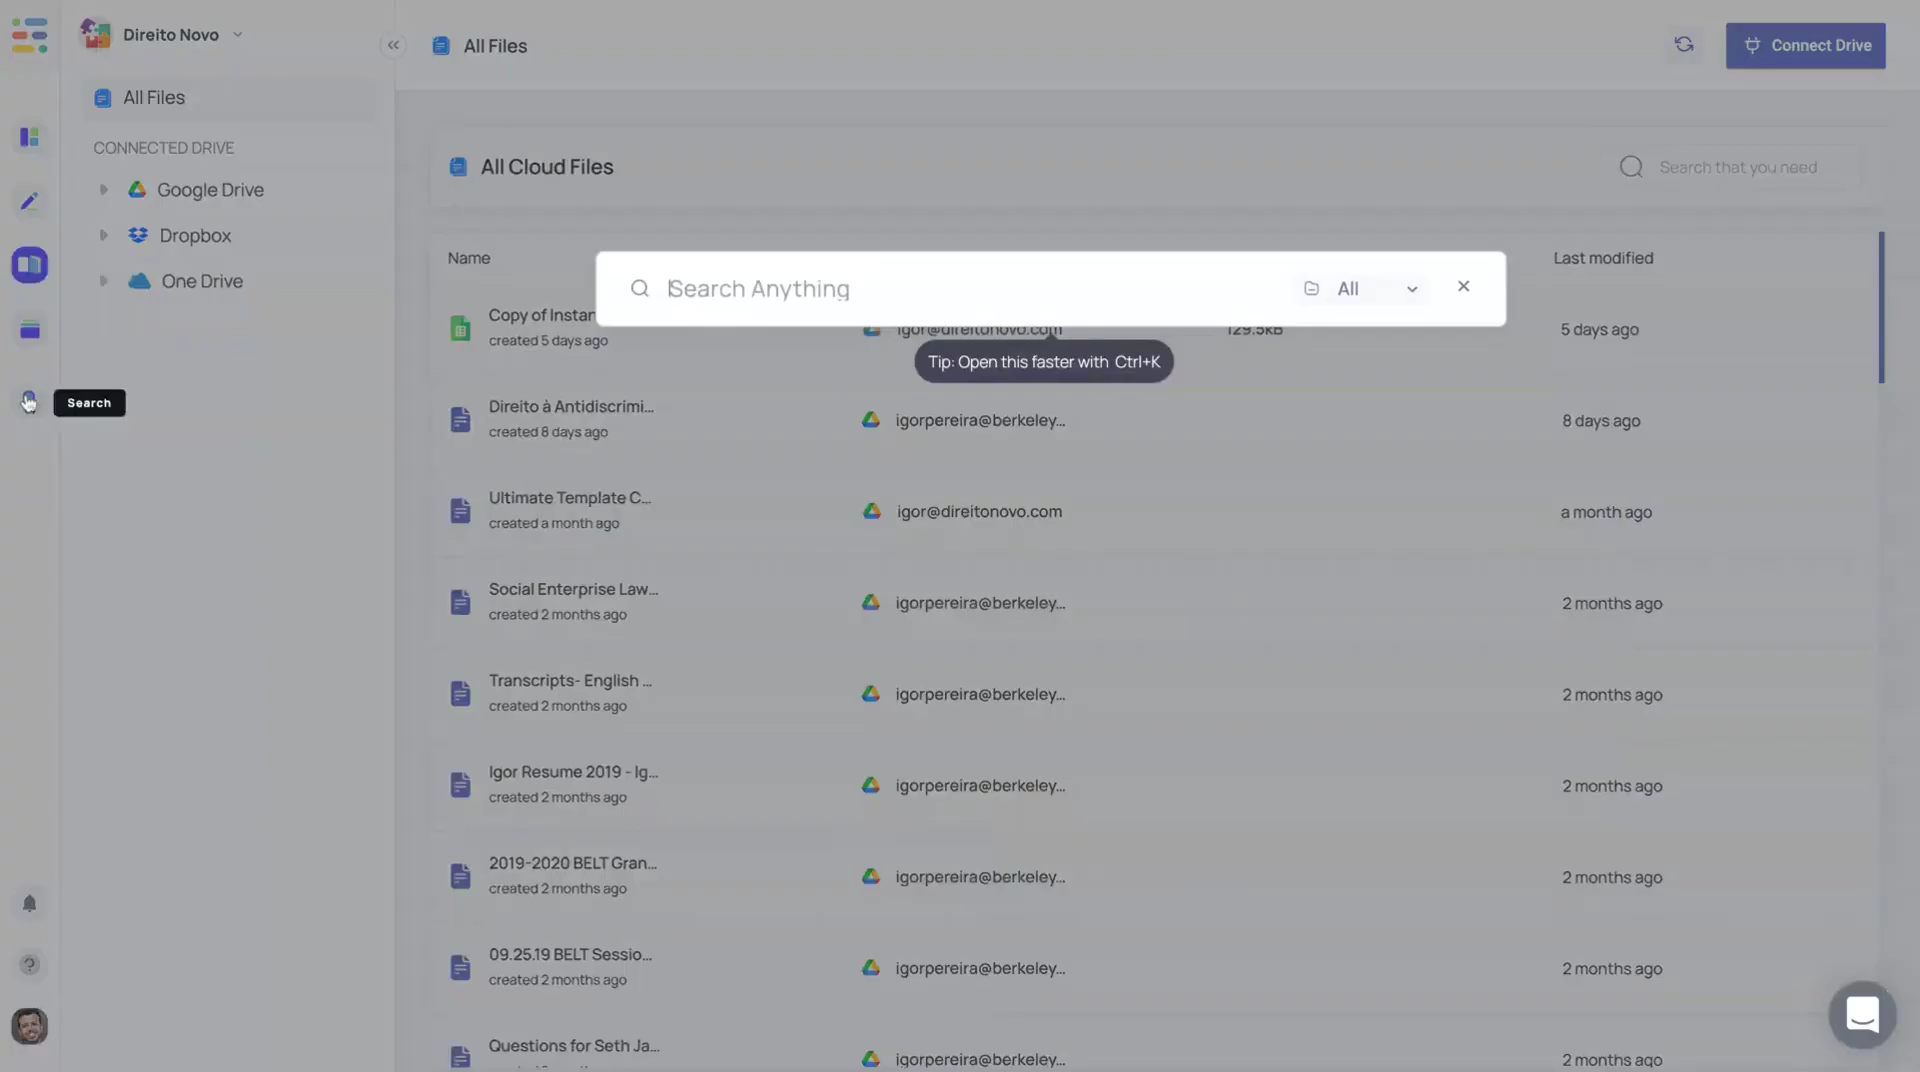 Direito Novo
All Files
Connect Drive
All Files
CONNECTED DRIVE
Google Drive
Dropbox
One Drive
Search
All Cloud Files
Search that you need
Name
Last modified
Search Anything
All
Tip: Open this faster with Ctrl+K
Copy of Instan
created 5 days ago
igor@direitonovo.com
129.5kB
5 days ago
Direito à Antidiscrimi...
created 8 days ago
igorpereira@berkeley...
8 days ago
Ultimate Template C...
created a month ago
igor@direitonovo.com
a month ago
Social Enterprise Law...
created 2 months ago
igorpereira@berkeley...
2 months ago
Transcripts- English ...
created 2 months ago
igorpereira@berkeley...
2 months ago
Igor Resume 2019 - Ig...
created 2 months ago
igorpereira@berkeley...
2 months ago
2019-2020 BELT Gran...
created 2 months ago
igorpereira@berkeley...
2 months ago
09.25.19 BELT Sessio...
created 2 months ago
igorpereira@berkeley...
2 months ago
Questions for Seth Ja...
igorpereira@berkeley...
2 months ago